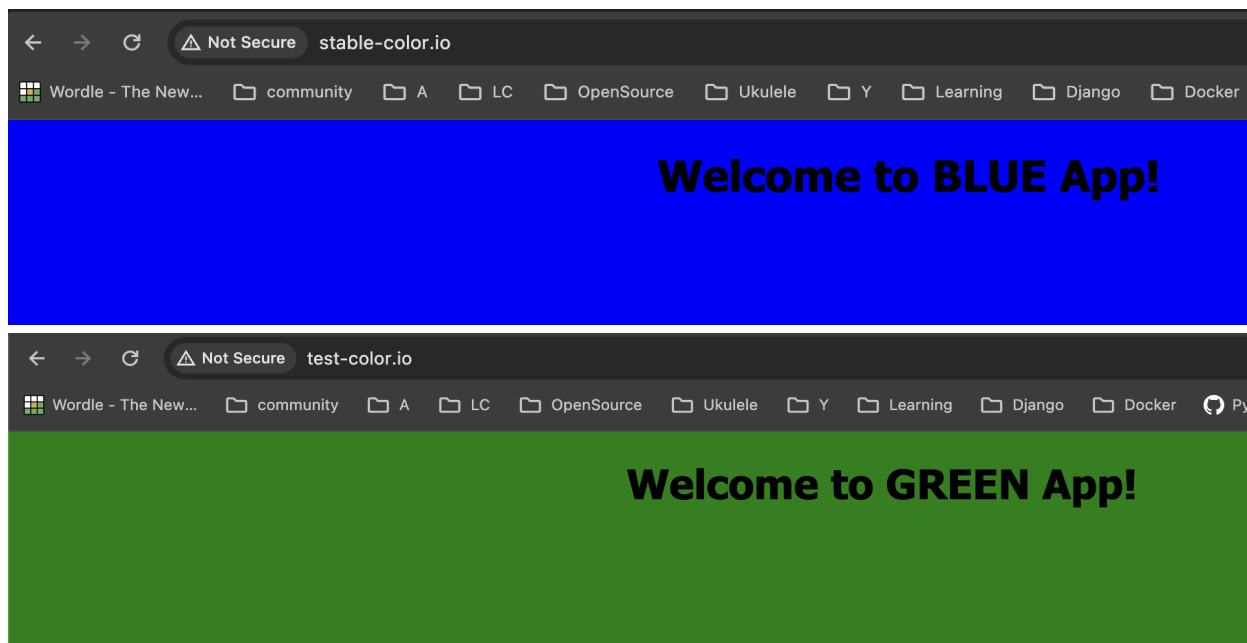 Not Secure stable-color.io
Wordle - The New... community A LC OpenSource Ukulele Y Learning Django Docker
Welcome to BLUE App!
Not Secure test-color.io
Wordle - The New... community A LC OpenSource Ukulele Y Learning Django Docker Py
Welcome to GREEN App!